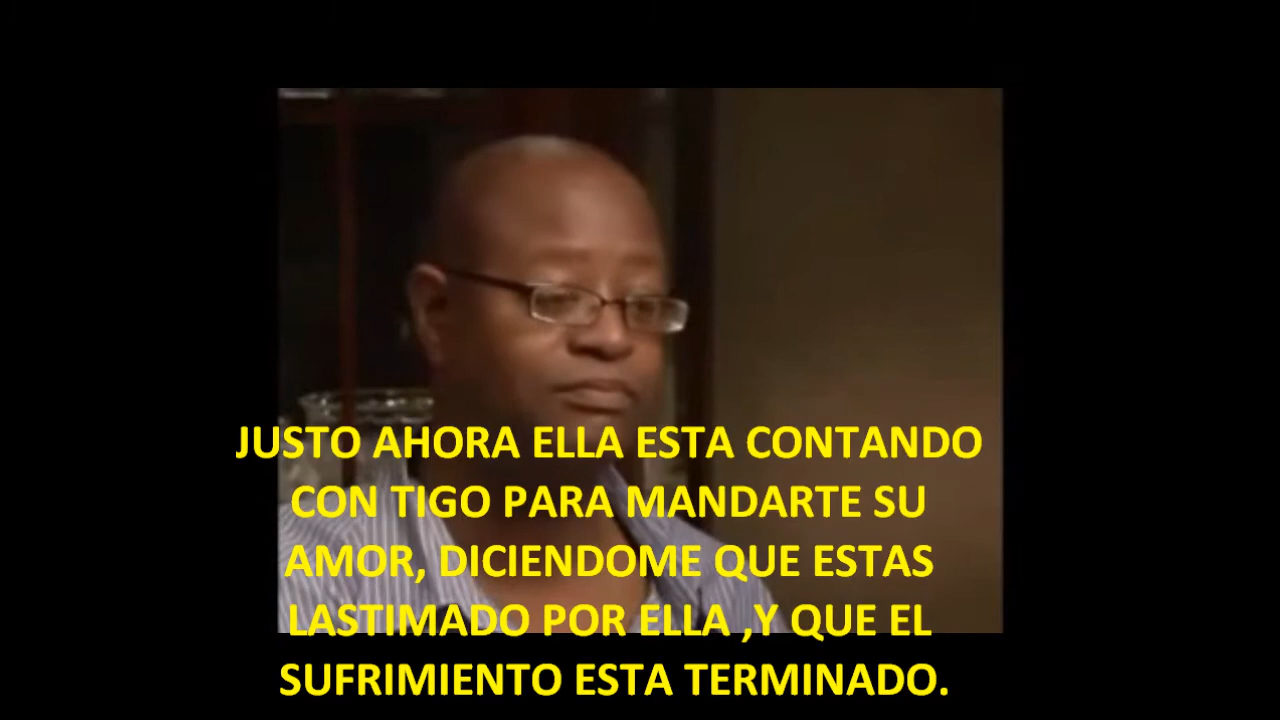 JUSTO AHORA ELLA ESTA CONTANDO
CON TIGO PARA MANDARTE SU
AMOR, DICIENDOME QUE ESTAS
LASTIMADO POR ELLA ,Y QUE EL
SUFRIMIENTO ESTA TERMINADO.